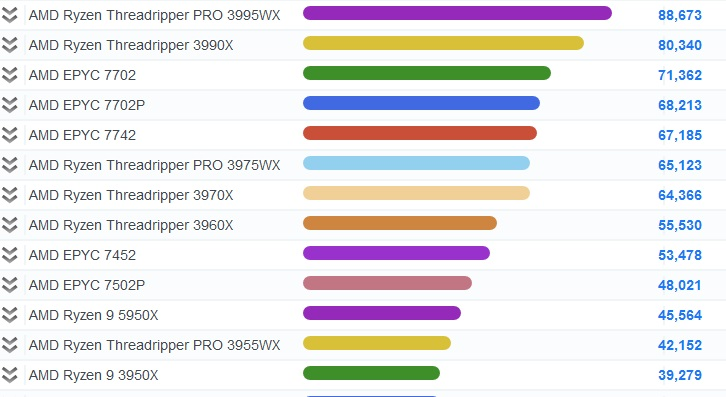 AMD Ryzen Threadripper PRO 3995WX 88,673
AMD Ryzen Threadripper 3990X 80,340
AMD EPYC 7702 71,362
AMD EPYC 7702P 68,213
AMD EPYC 7742 67,185
AMD Ryzen Threadripper PRO 3975WX 65,123
AMD Ryzen Threadripper 3970X 64,366
AMD Ryzen Threadripper 3960X 55,530
AMD EPYC 7452 53,478
AMD EPYC 7502P 48,021
AMD Ryzen 9 5950X 45,564
AMD Ryzen Threadripper PRO 3955WX 42,152
AMD Ryzen 9 3950X 39,279